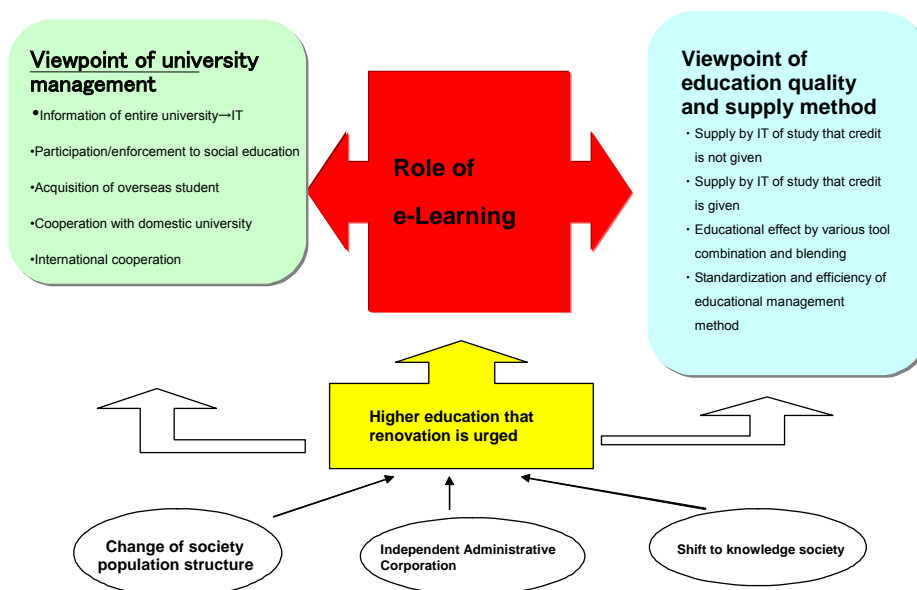 Viewpoint of university
management
•Information of entire university→IT
•Participation/enforcement to social education
•Acquisition of overseas student
•Cooperation with domestic university
•International cooperation
Role of
e-Learning
Viewpoint of
education quality
and supply method
・Supply by IT of study that credit
is not given
・Supply by IT of study that credit
is given
・Educational effect by various tool
combination and blending
・Standardization and efficiency of
educational management
method
Higher education that
renovation is urged
Change of society
population structure
Independent Administrative
Corporation
Shift to knowledge society